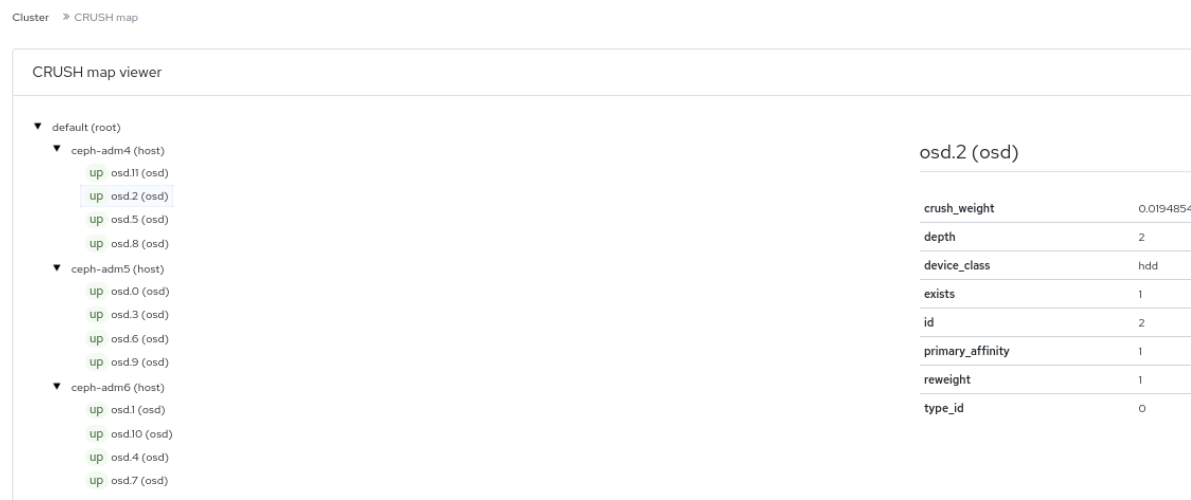 Cluster » CRUSH map
CRUSH map viewer
default (root)
ceph-adm4 (host)
up osd.11 (osd)
up osd.2 (osd)
up osd.5 (osd)
up osd.8 (osd)
ceph-adm5 (host)
up osd.0 (osd)
up osd.3 (osd)
up osd.6 (osd)
up osd.9 (osd)
ceph-adm6 (host)
up osd.1 (osd)
up osd.10 (osd)
up osd.4 (osd)
up osd.7 (osd)
osd.2 (osd)
crush_weight 0.0194854
depth 2
device_class hdd
exists 1
id 2
primary_affinity 1
reweight 1
type_id 0